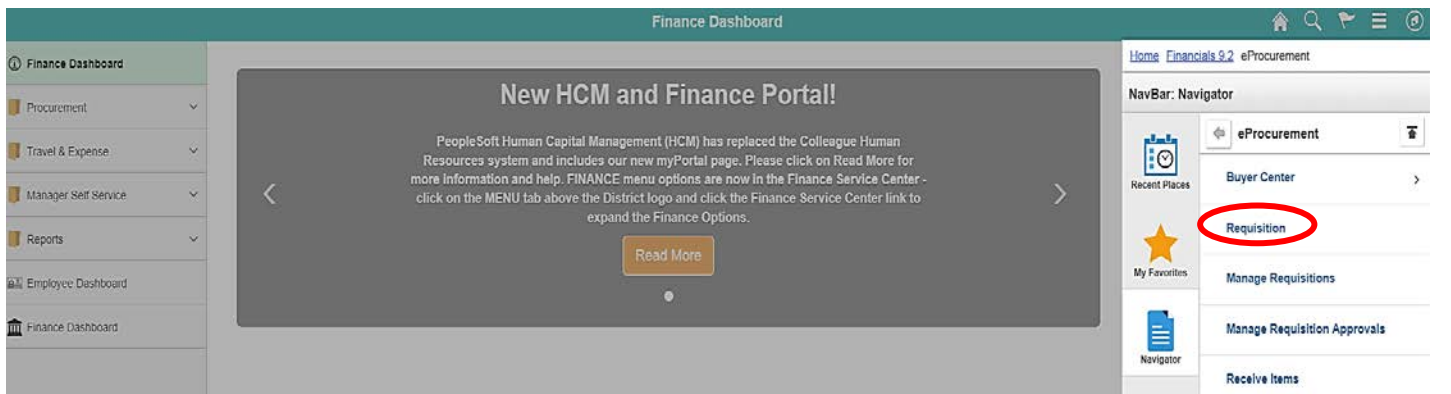 Finance Dashboard
Finance Dashboard
Procurement
Travel & Expense
Manager Self Service
Reports
Employee Dashboard
Finance Dashboard
New HCM and Finance Portal!
PeopleSoft Human Capital Management (HCM) has replaced the Colleague Human
Resources system and includes our new myPortal page. Please click on Read More for
more information and help. FINANCE menu options are now in the Finance Service Center -
click on the MENU tab above the District logo and click the Finance Service Center link to
expand the Finance Options.
Read More
Home Financials 9.2 eProcurement
NavBar: Navigator
Recent Places
My Favorites
Navigator
eProcurement
Buyer Center
Requisition
Manage Requisitions
Manage Requisition Approvals
Receive Items